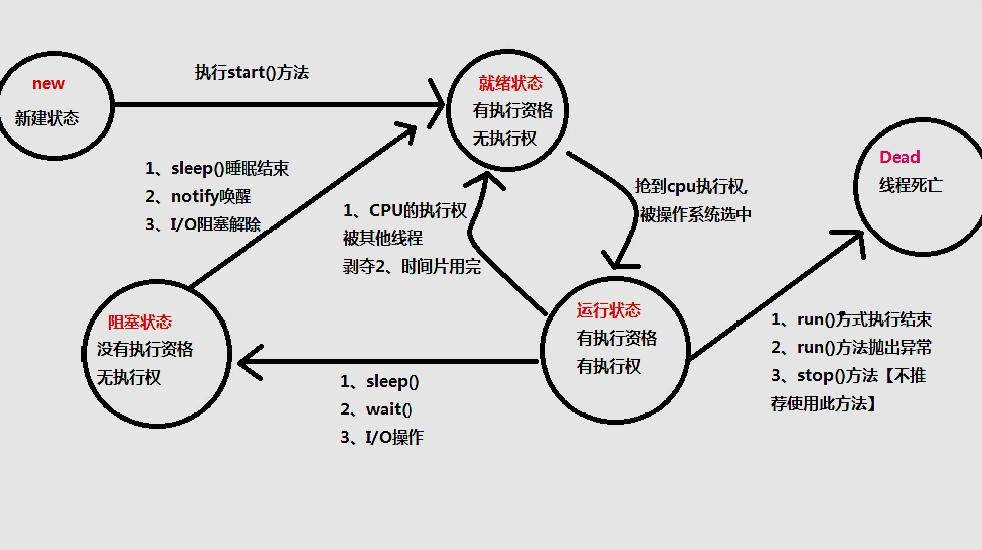 new
新建状态
执行start()方法
就绪状态
有执行资格
无执行权
1、sleep()睡眠结束
2、notify唤醒
3、I/O阻塞解除
1、CPU的执行权
被其他线程
剥夺2、时间片用完
抢到cpu执行权,
被操作系统选中
Dead
线程死亡
阻塞状态
没有执行资格
无执行权
运行状态
有执行资格
有执行权
1、sleep()
2、wait()
3、I/O操作
1、run()方式执行结束
2、run()方法抛出异常
3、stop()方法【不推
荐使用此方法】